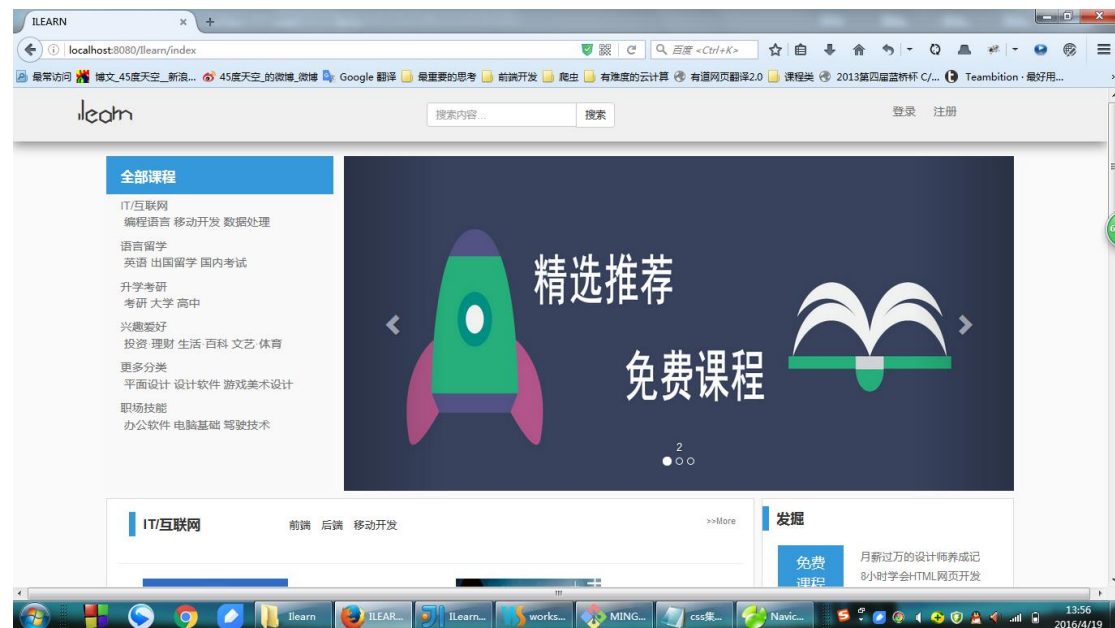 ILEARN
localhost:8080/Ilearn/index
百度 <Ctrl+K>
最常访问 博文_45度天空_新浪... 45度天空_的微博_微博 Google 翻译 最重要的思考 前端开发 爬虫 有难度的云计算 有道网页翻译2.0 课程类 2013第四届蓝桥杯 C/... Teambition · 最好用...
ilearn
搜索内容...
搜索
登录 注册
全部课程
IT/互联网
编程语言 移动开发 数据处理
语言留学
英语 出国留学 国内考试
升学考研
考研 大学 高中
兴趣爱好
投资·理财 生活·百科 文艺·体育
更多分类
平面设计 设计软件 游戏美术设计
职场技能
办公软件 电脑基础 驾驶技术
精选推荐
免费课程
2
IT/互联网 前端 后端 移动开发 >>More
发掘
免费
课程
月薪过万的设计师养成记
8小时学会HTML网页开发
Ilearn ILEAR... ILearn... works... MING... css集... Navic...
13:56
2016/4/19